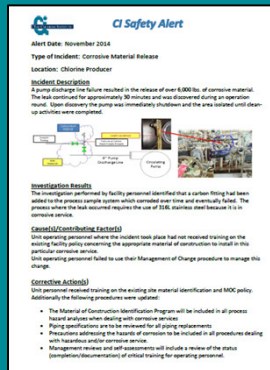 CI Safety Alert
Alert Date: November 2014
Type of Incident: Corrosive Material Release
Location: Chlorine Producer
Incident Description
A pump discharge line failure resulted in the release of over 6,000 lbs. of corrosive material.
The leak continued for approximately 30 minutes and was discovered during an operation
round. Upon discovery the pump was immediately shutdown and the area isolated until clean-
up activities were completed.
6" Pump
Discharge Line
Circulating
Pump
Investigation Results
The investigation performed by facility personnel identified that a carbon fitting had been
added to the process sample system which corroded over time and eventually failed. The
process where the leak occurred requires the use of 316L stainless steel because it is in
corrosive service.
Cause(s)/Contributing Factor(s)
Unit operating personnel where the incident took place had not received training on the
existing facility policy concerning the appropriate material of construction to install in this
particular corrosive service.
Unit operating personnel failed to use their Management of Change procedure to manage this
change.
Corrective Action(s)
Unit personnel received training on the existing site material identification and MOC policy.
Additionally the following procedures were updated:
• The Material of Construction Identification Program will be included in all process
hazard analyses when dealing with corrosive services
• Piping specifications are to be reviewed for all piping replacements
• Precautions addressing the hazards of corrosion to be included in all procedures dealing
with hazardous and/or corrosive service.
• Management reviews and self-assessments will include a review of the status
(completion/documentation) of critical training for operating personnel.